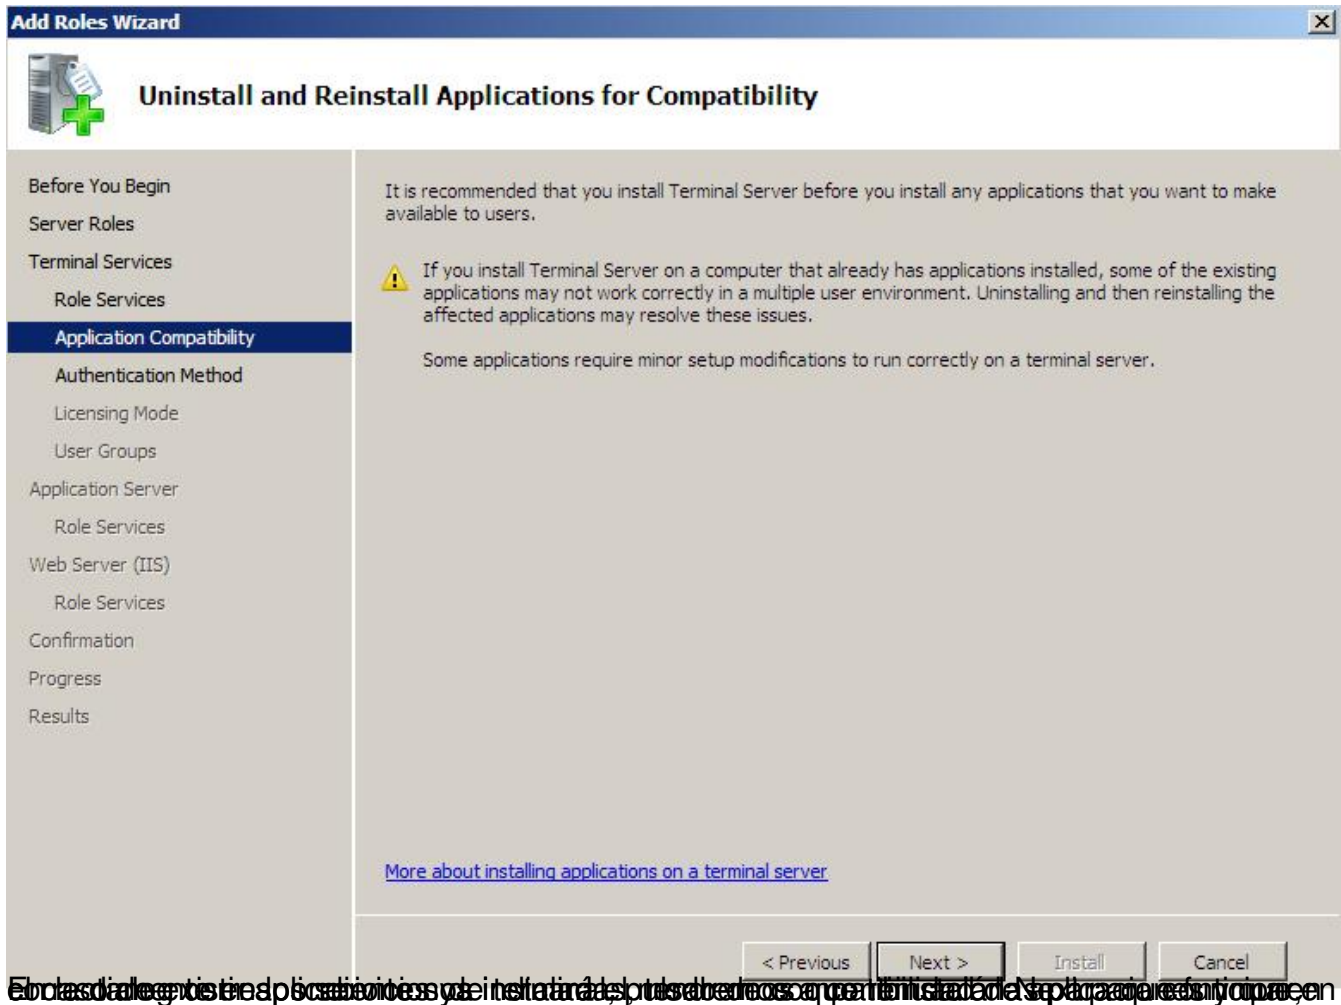 Add Roles Wizard
Uninstall and Reinstall Applications for Compatibility
Before You Begin
Server Roles
Terminal Services
Role Services
Application Compatibility
Authentication Method
Licensing Mode
User Groups
Application Server
Role Services
Web Server (IIS)
Role Services
Confirmation
Progress
Results
It is recommended that you install Terminal Server before you install any applications that you want to make
available to users.
If you install Terminal Server on a computer that already has applications installed, some of the existing
applications may not work correctly in a multiple user environment. Uninstalling and then reinstalling the
affected applications may resolve these issues.
Some applications require minor setup modifications to run correctly on a terminal server.
More about installing applications on a terminal server
< Previous
Next >
Install
Cancel